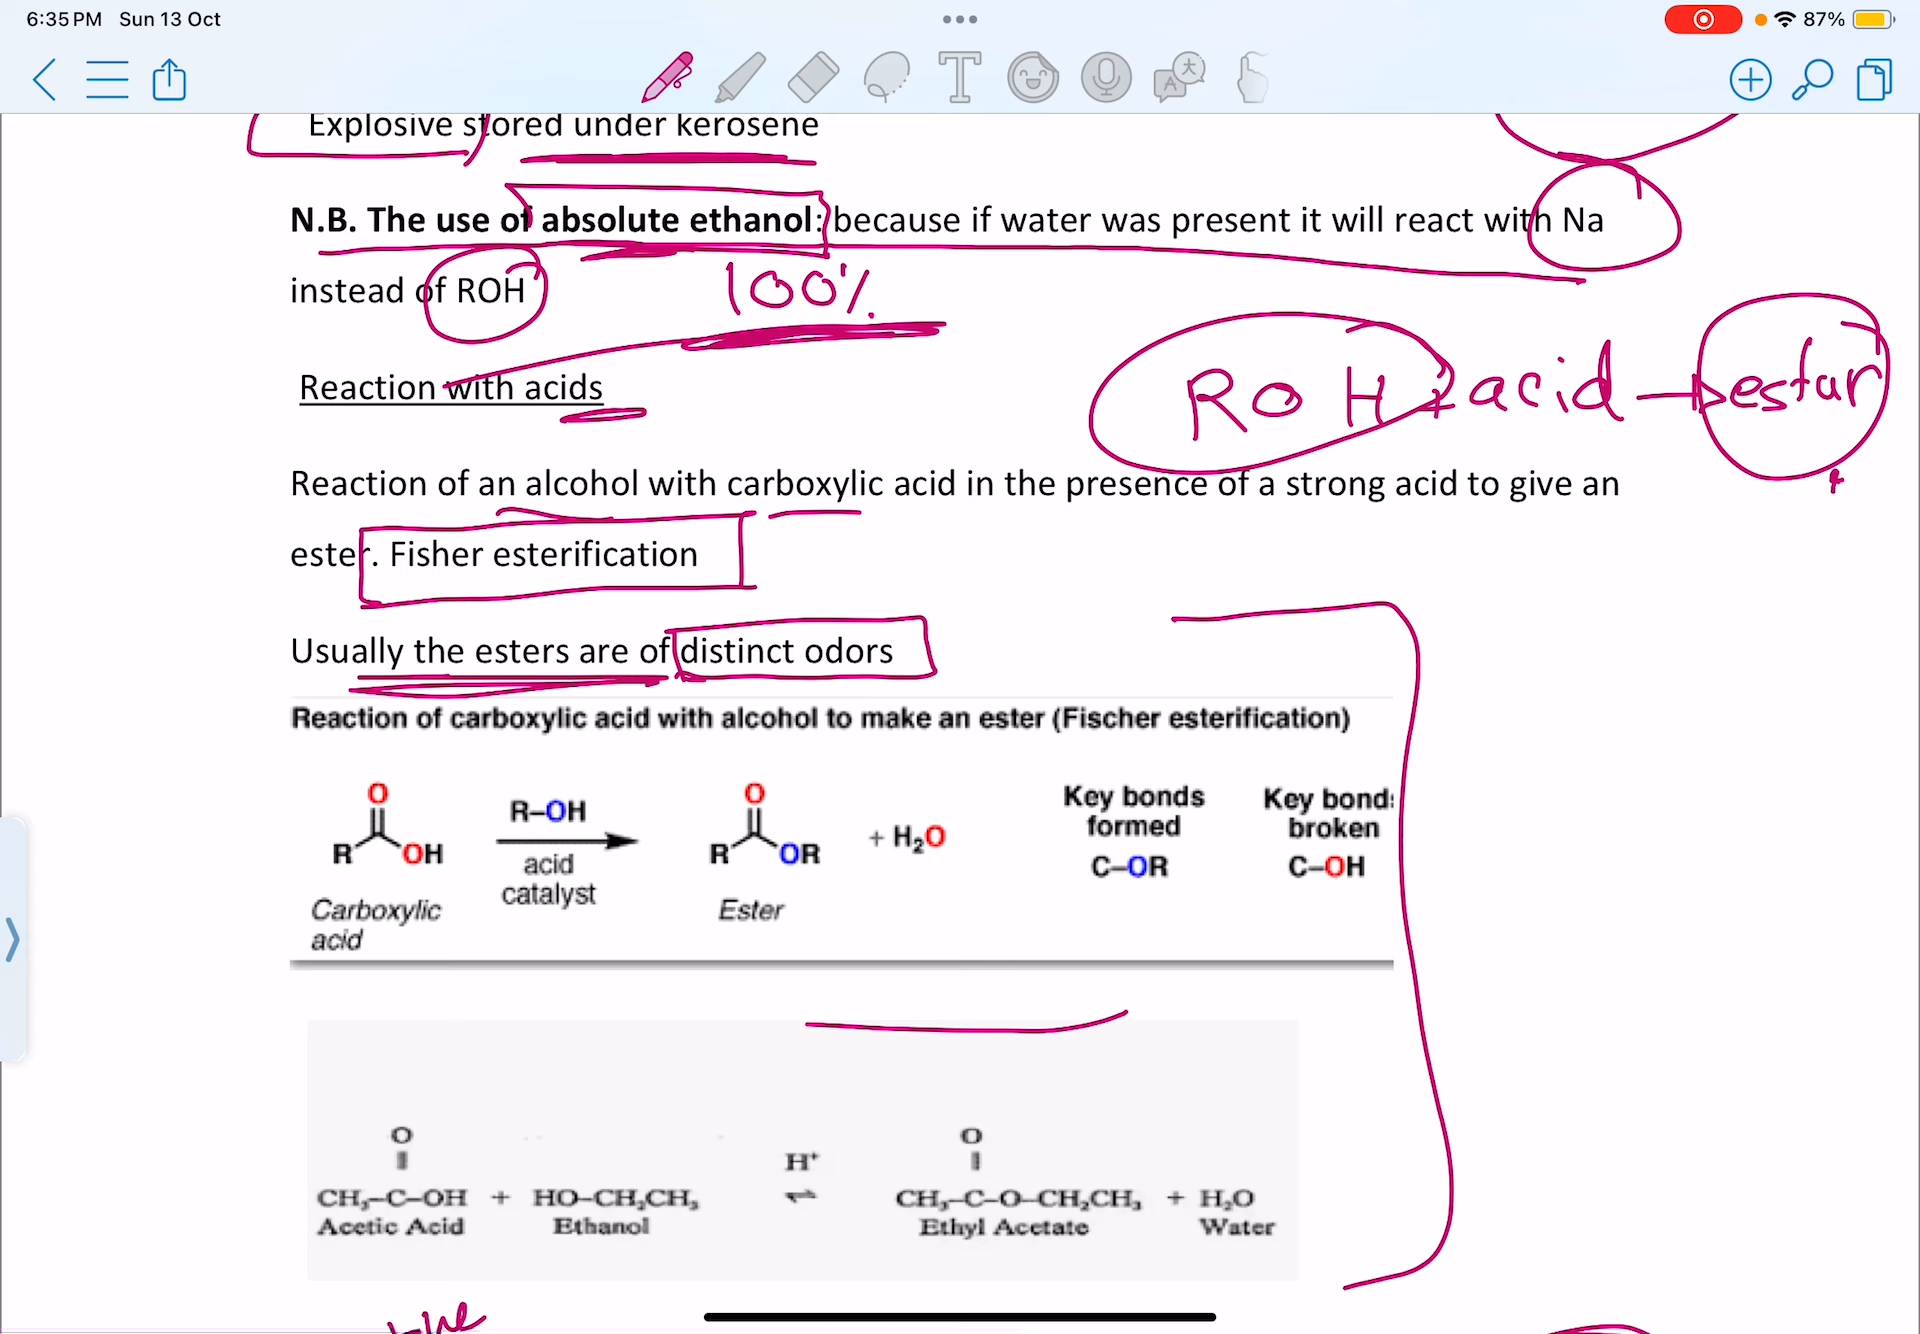 6:35 PM Sun 13 Oct
87%
Explosive stored under kerosene
N.B. The use of absolute ethanol: because if water was present it will react with Na
instead of ROH
100%
Reaction with acids
ROH + acid → estar
Reaction of an alcohol with carboxylic acid in the presence of a strong acid to give an
ester. Fisher esterification
Usually the esters are of distinct odors
Reaction of carboxylic acid with alcohol to make an ester (Fischer esterification)
O
R OH
Carboxylic
acid
R–OH
acid
catalyst
O
R OR
Ester
+ H₂O
Key bonds
formed
C–OR
Key bond
broken
C–OH
O
CH₃–C–OH + HO–CH₂CH₃
Acetic Acid Ethanol
H⁺
⇌
O
CH₃–C–O–CH₂CH₃ + H₂O
Ethyl Acetate Water